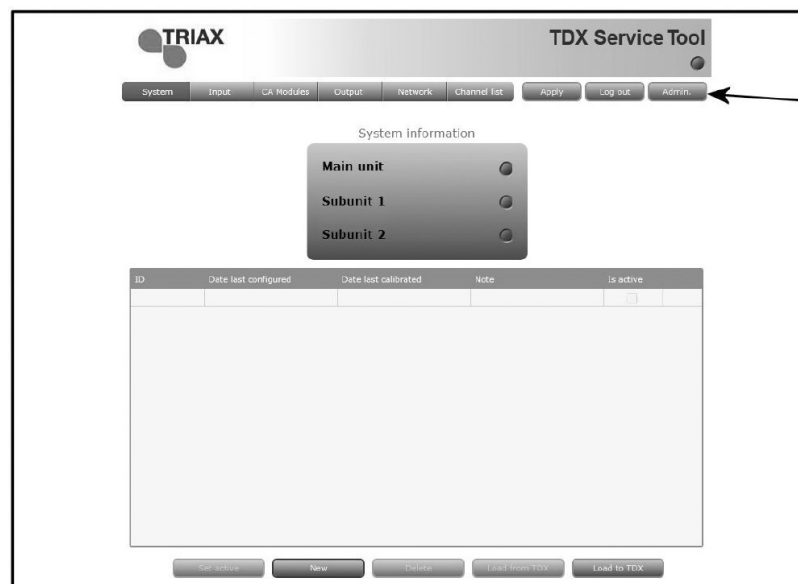 TRIAX
TDX Service Tool
System Input CA Modules Output Network Channel list Apply Log out Admin.
System information
Main unit
Subunit 1
Subunit 2
ID Date last configured Date last calibrated Note Is active
Set active New Delete Load from TDX Load to TDX